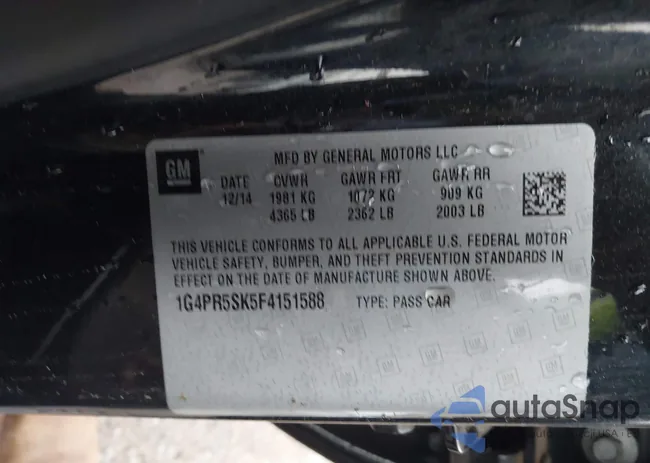 GM
MFD BY GENERAL MOTORS LLC
DATE GVWR GAWR FRT GAWR RR
12/14 1981 KG 1072 KG 909 KG
4365 LB 2362 LB 2003 LB
THIS VEHICLE CONFORMS TO ALL APPLICABLE U.S. FEDERAL MOTOR
VEHICLE SAFETY, BUMPER, AND THEFT PREVENTION STANDARDS IN
EFFECT ON THE DATE OF MANUFACTURE SHOWN ABOVE.
1G4PR5SK5F4151588 TYPE: PASS CAR
autoSnap